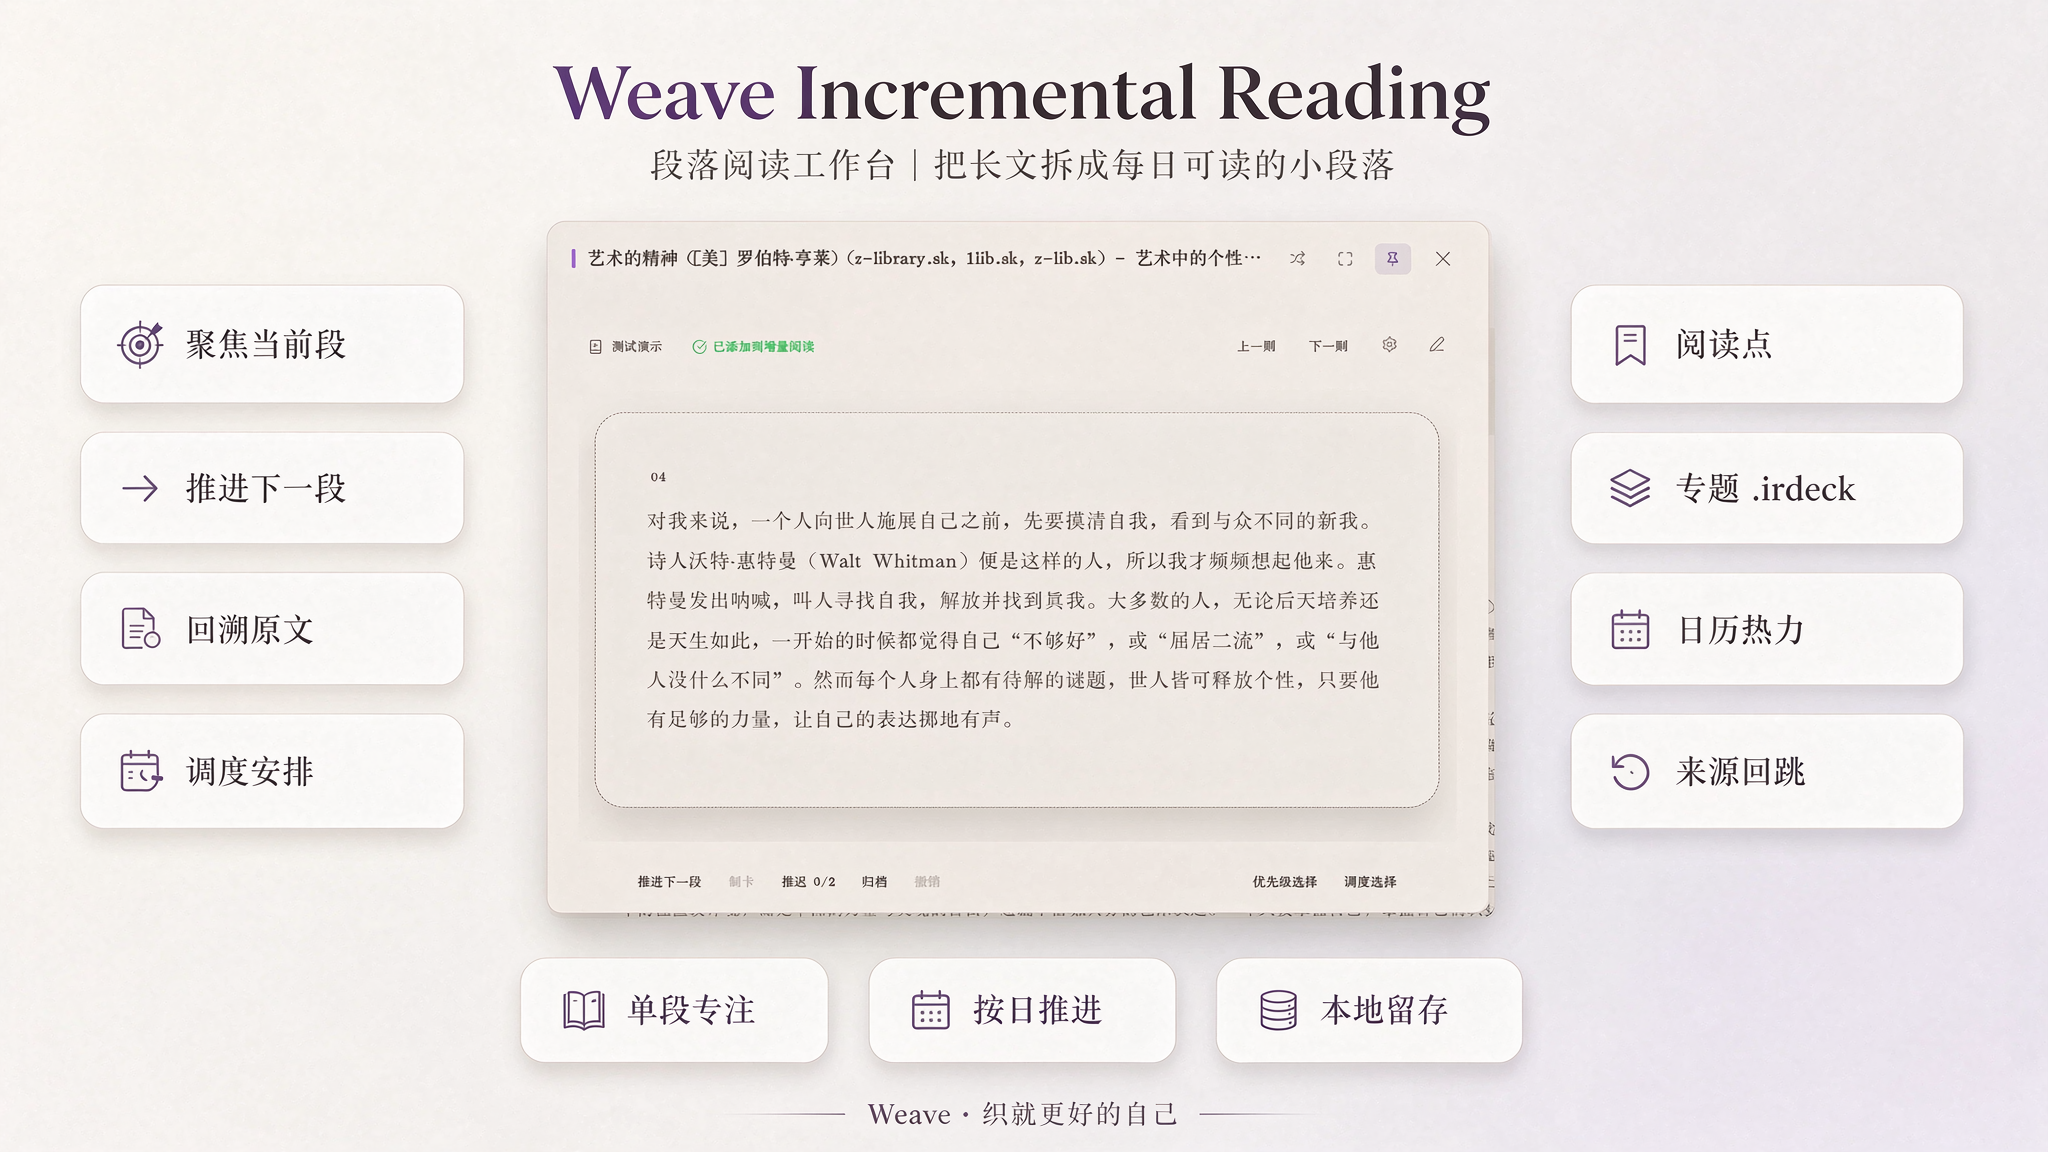 Weave Incremental Reading
段落阅读工作台｜把长文拆成每日可读的小段落
聚焦当前段
推进下一段
回溯原文
调度安排
艺术的精神（[美] 罗伯特·亨莱）（z-library.sk, 1lib.sk, z-lib.sk）- 艺术中的个性…
测试演示 已添加到增量阅读 上一则 下一则
04
对我来说，一个人向世人施展自己之前，先要摸清自我，看到与众不同的新我。
诗人沃特·惠特曼（Walt Whitman）便是这样的人，所以我才频频想起他来。惠
特曼发出呐喊，叫人寻找自我，解放并找到真我。大多数的人，无论后天培养还
是天生如此，一开始的时候都觉得自己“不够好”，或“屈居二流”，或“与他
人没什么不同”。然而每个人身上都有待解的谜题，世人皆可释放个性，只要他
有足够的力量，让自己的表达掷地有声。
推进下一段 制卡 推迟 0/2 归档 撤销 优先级选择 调度选择
阅读点
专题 .irdeck
日历热力
来源回跳
单段专注
按日推进
本地留存
Weave · 织就更好的自己